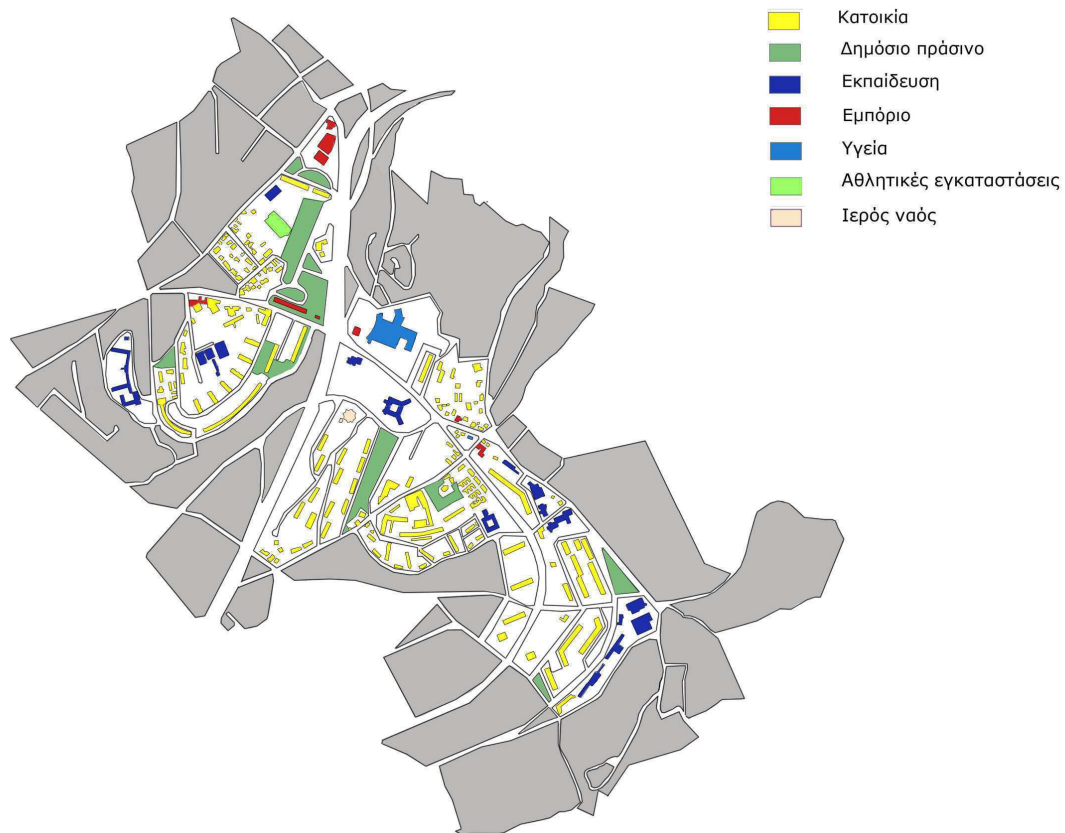 Κατοικία
Δημόσιο πράσινο
Εκπαίδευση
Εμπόριο
Υγεία
Αθλητικές εγκαταστάσεις
Ιερός ναός